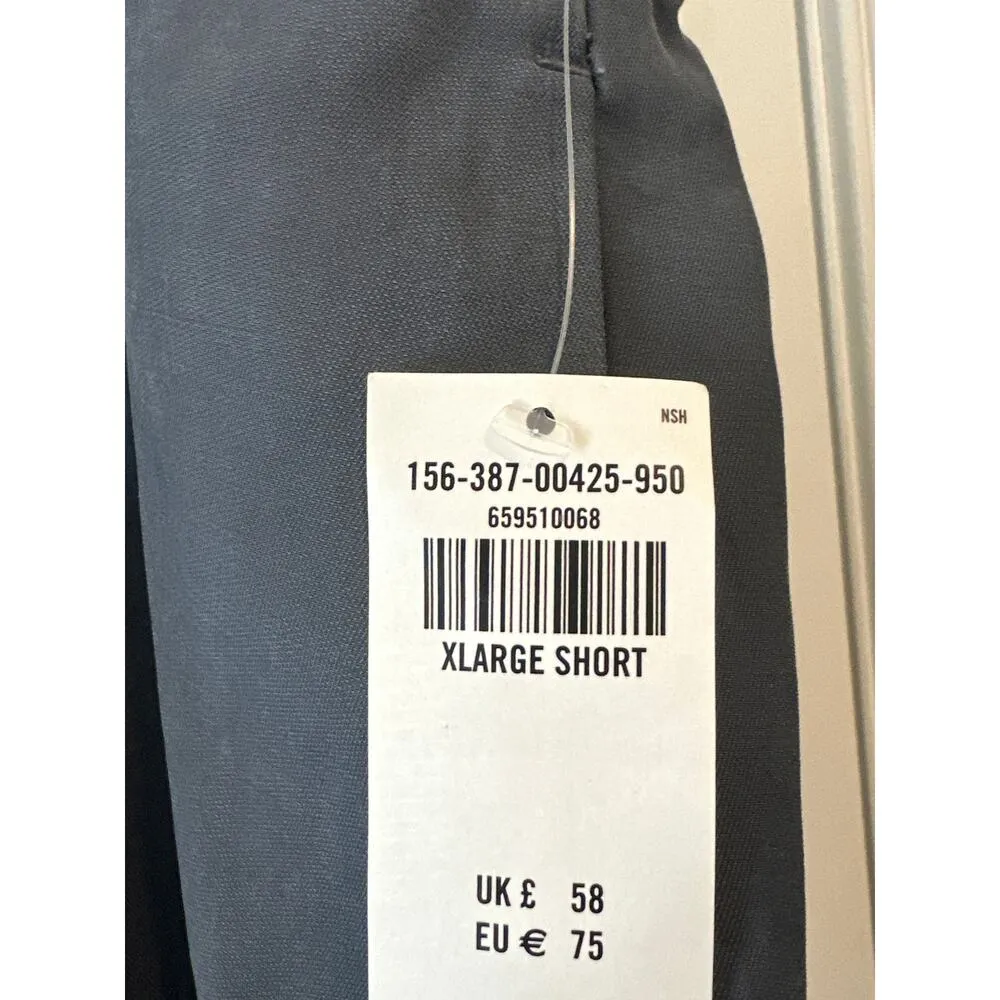 NSH
156-387-00425-950
659510068
XLARGE SHORT
UK £ 58
EU € 75